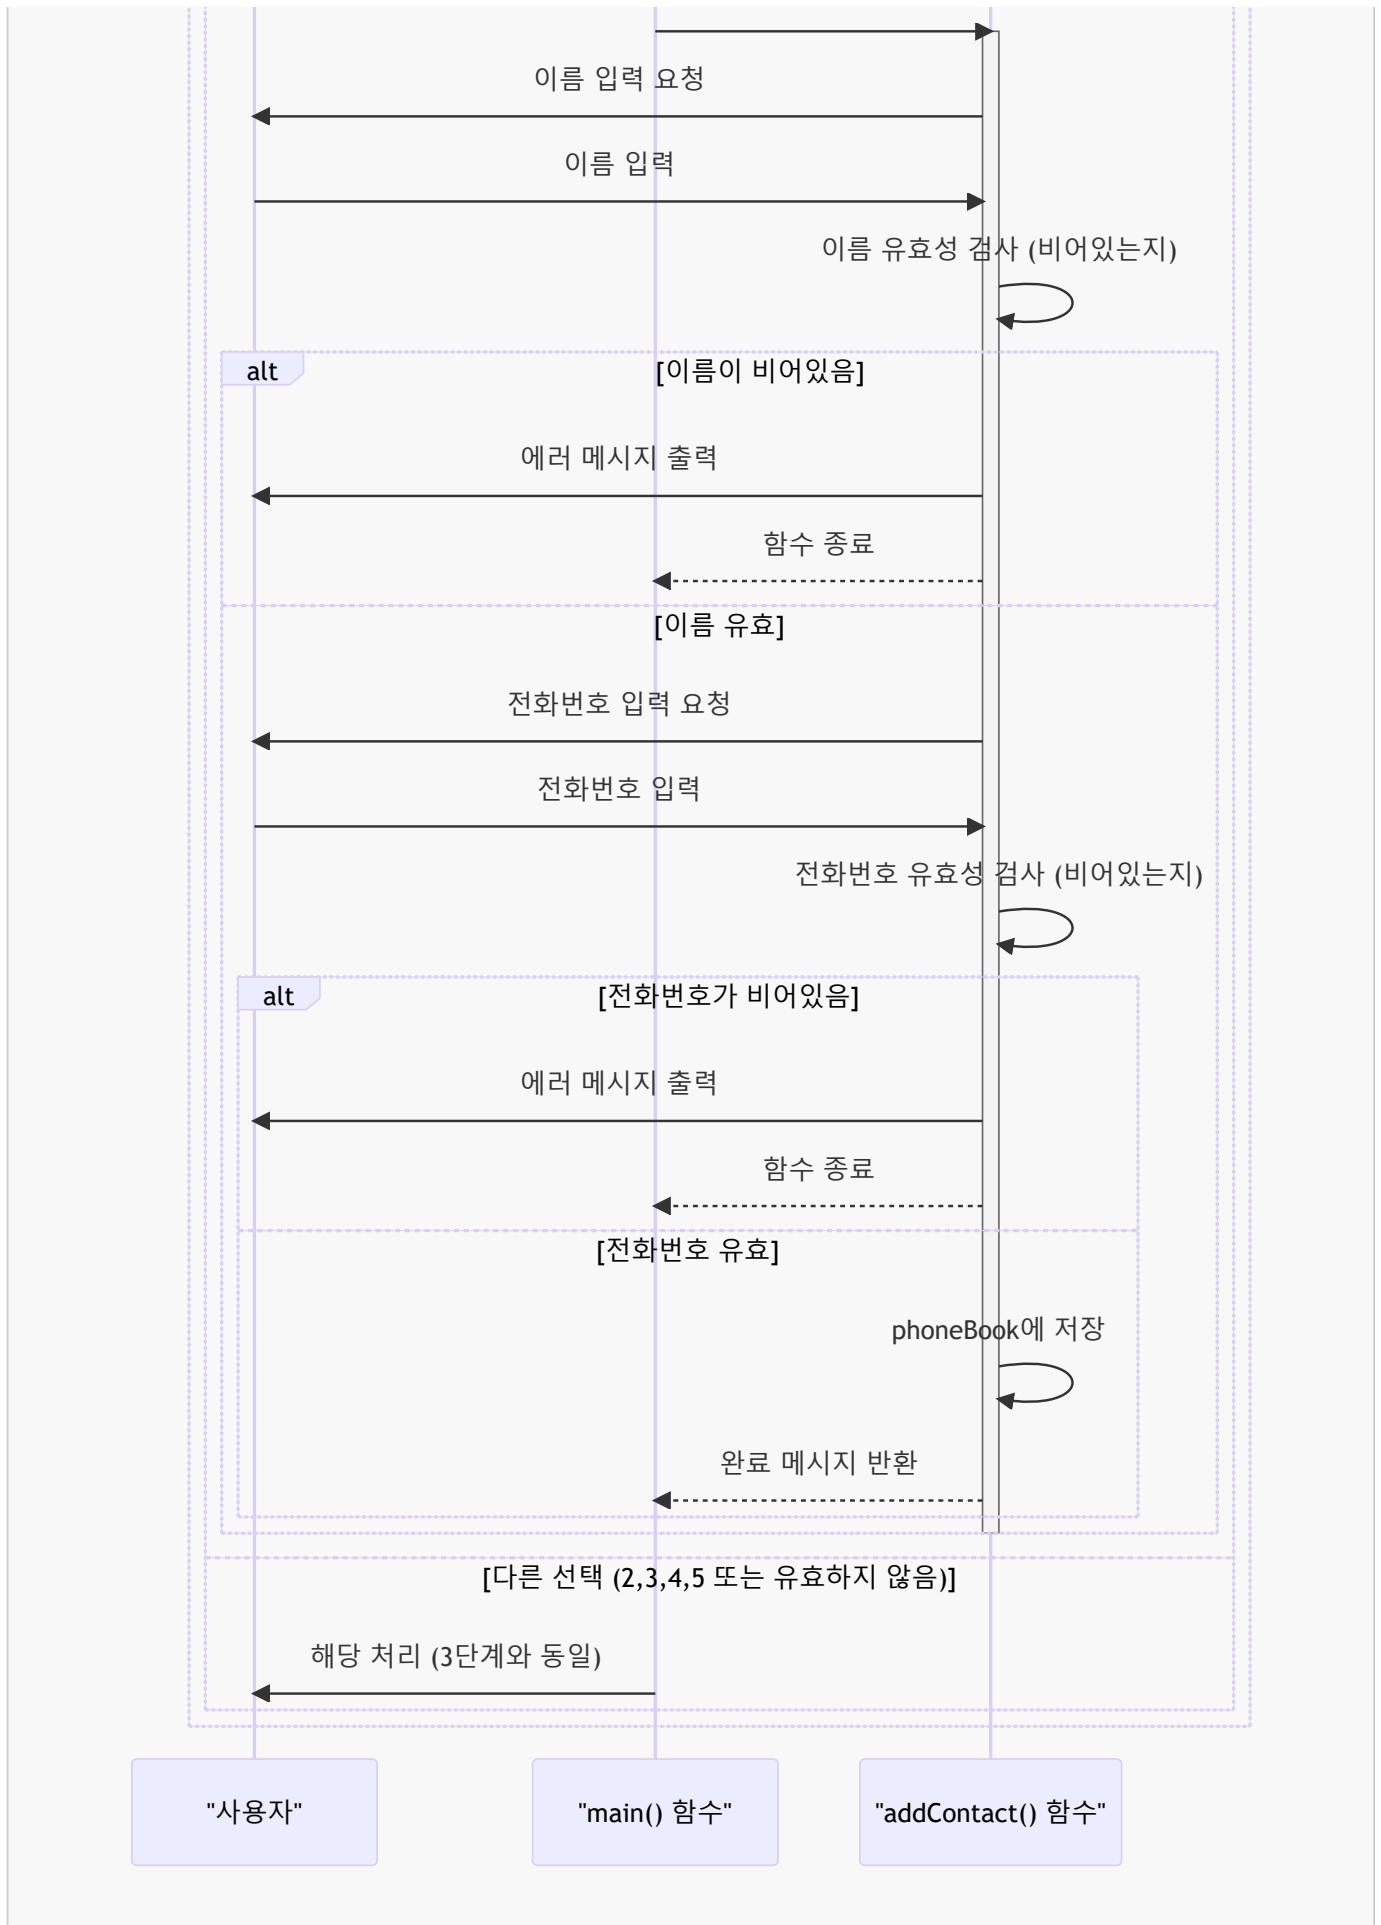 이름 입력 요청
이름 입력
이름 유효성 검사 (비어있는지)
alt
[이름이 비어있음]
에러 메시지 출력
함수 종료
[이름 유효]
전화번호 입력 요청
전화번호 입력
전화번호 유효성 검사 (비어있는지)
alt
[전화번호가 비어있음]
에러 메시지 출력
함수 종료
[전화번호 유효]
phoneBook에 저장
완료 메시지 반환
[다른 선택 (2,3,4,5 또는 유효하지 않음)]
해당 처리 (3단계와 동일)
"사용자"
"main() 함수"
"addContact() 함수"